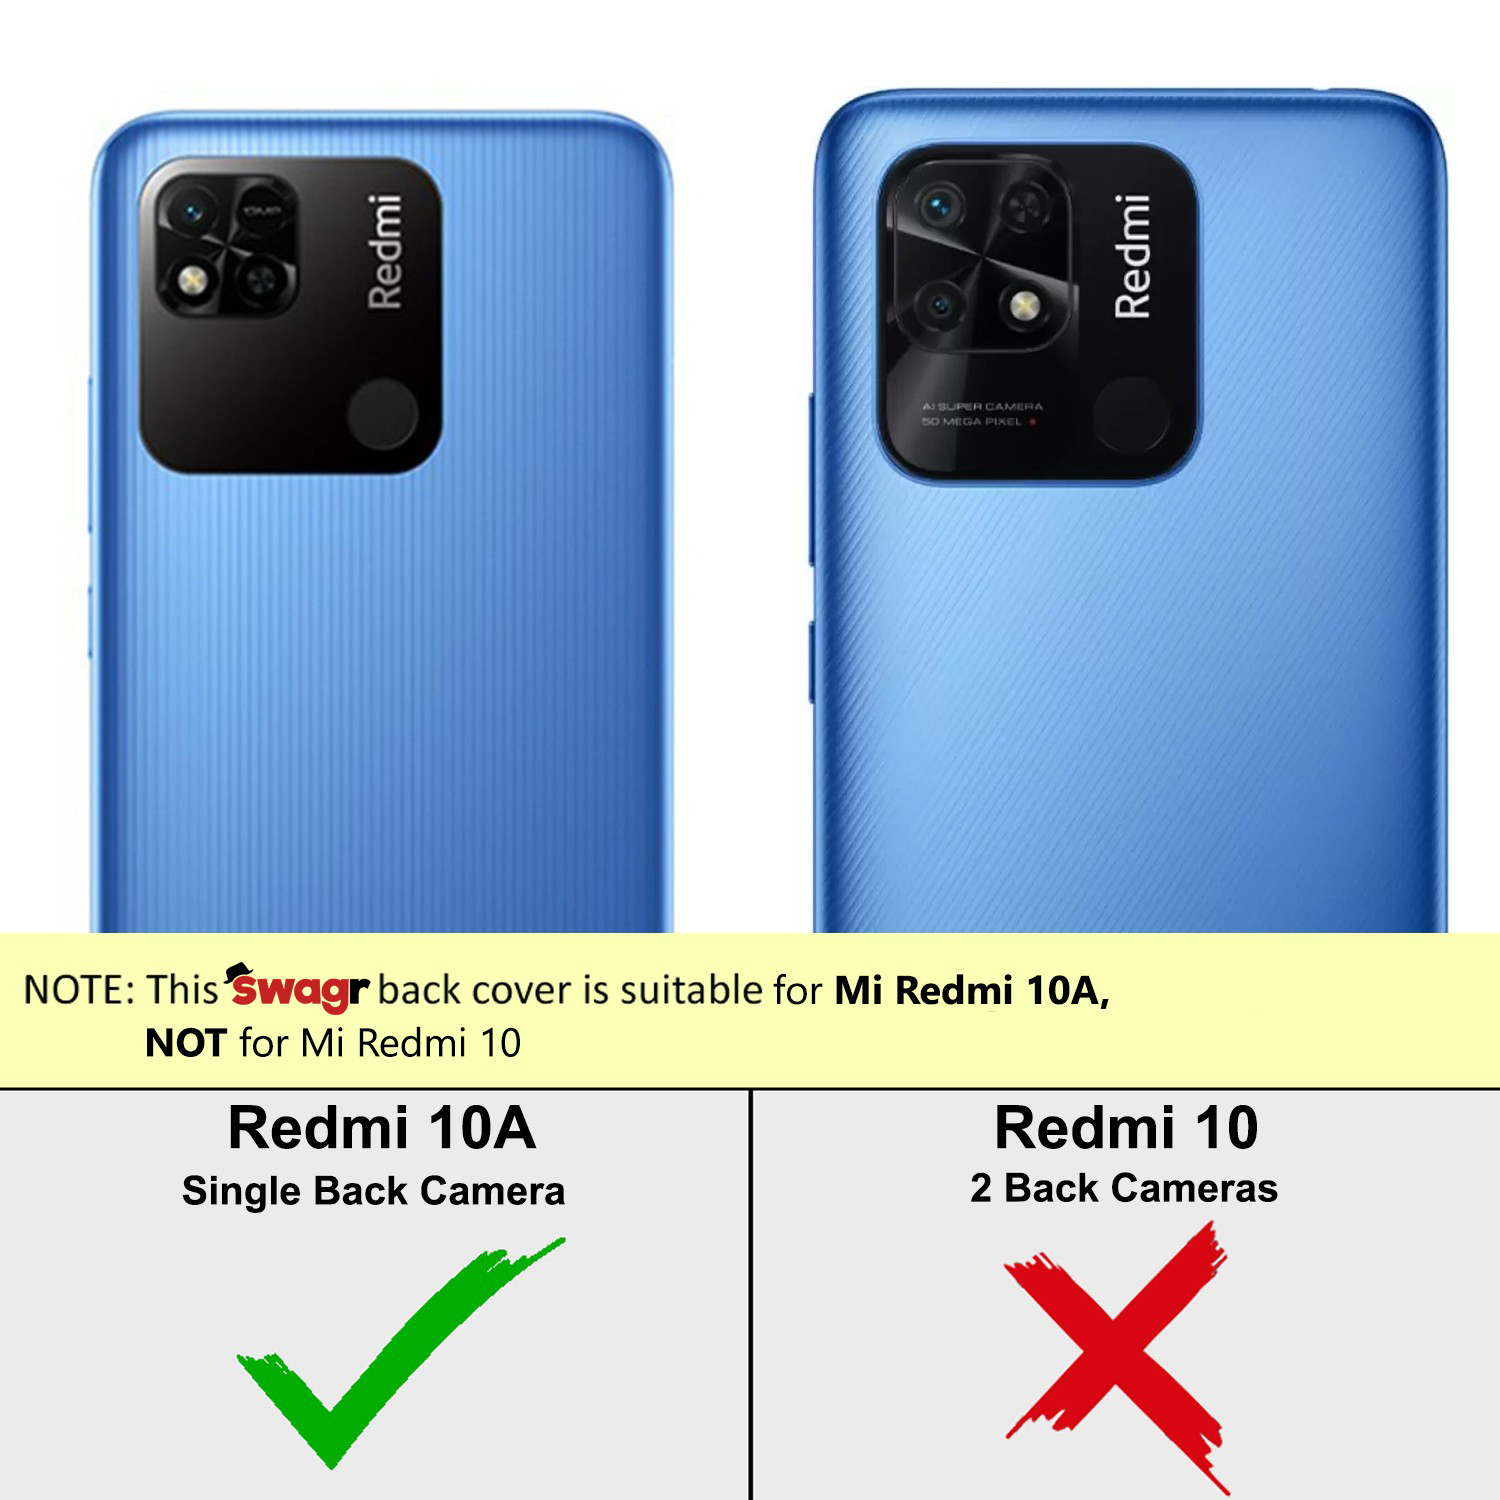 Redmi
13MP
Redmi
AI SUPER CAMERA
50 MEGA PIXEL
NOTE: This swagr back cover is suitable for Mi Redmi 10A,
NOT for Mi Redmi 10
Redmi 10A
Single Back Camera
Redmi 10
2 Back Cameras